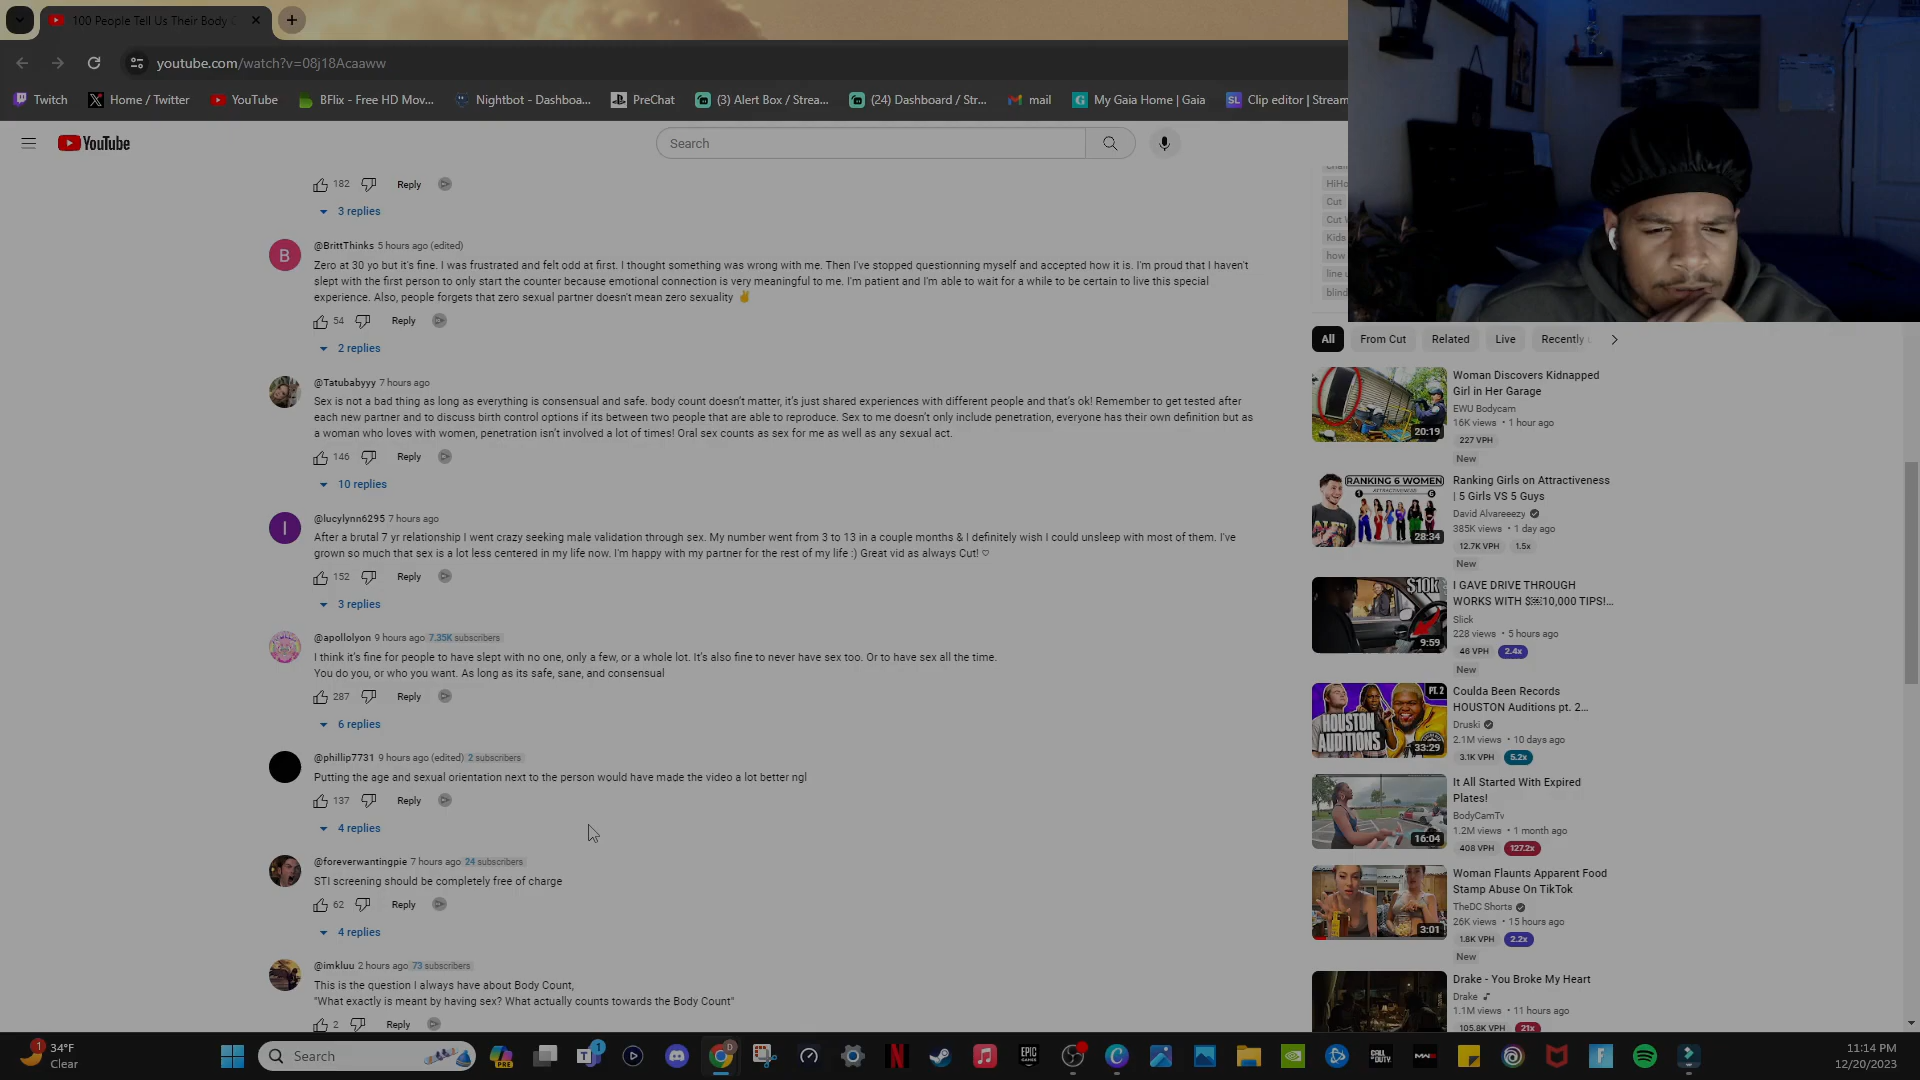 100 People Tell Us Their Body
youtube.com/watch?v=08j18Acaaww
Twitch
Home / Twitter
YouTube
BFlix - Free HD Mov...
Nightbot - Dashboa...
PreChat
(3) Alert Box / Strea...
(24) Dashboard / Str...
mail
My Gaia Home | Gaia
Clip editor | Stream
YouTube
Search
182
Reply
3 replies
@BrittThinks 5 hours ago (edited)
Zero at 30 yo but it's fine. I was frustrated and felt odd at first. I thought something was wrong with me. Then I've stopped questionning myself and accepted how it is. I'm proud that I haven't
slept with the first person to only start the counter because emotional connection is very meaningful to me. I'm patient and I'm able to wait for a while to be certain to live this special
experience. Also, people forgets that zero sexual partner doesn't mean zero sexuality ✌
54
Reply
2 replies
@Tatubabyyy 7 hours ago
Sex is not a bad thing as long as everything is consensual and safe. body count doesn't matter, it's just shared experiences with different people and that's ok! Remember to get tested after
each new partner and to discuss birth control options if its between two people that are able to reproduce. Sex to me doesn't only include penetration, everyone has their own definition but as
a woman who loves with women, penetration isn't involved a lot of times! Oral sex counts as sex for me as well as any sexual act.
146
Reply
10 replies
@lucylynn6295 7 hours ago
After a brutal 7 yr relationship I went crazy seeking male validation through sex. My number went from 3 to 13 in a couple months & I definitely wish I could unsleep with most of them. I've
grown so much that sex is a lot less centered in my life now. I'm happy with my partner for the rest of my life :) Great vid as always Cut! ♡
152
Reply
3 replies
@apollolyon 9 hours ago 7.35K subscribers
I think it's fine for people to have slept with no one, only a few, or a whole lot. It's also fine to never have sex too. Or to have sex all the time.
You do you, or who you want. As long as its safe, sane, and consensual
287
Reply
6 replies
@phillip7731 9 hours ago (edited) 2 subscribers
Putting the age and sexual orientation next to the person would have made the video a lot better ngl
137
Reply
4 replies
@foreverwantingpie 7 hours ago 24 subscribers
STI screening should be completely free of charge
62
Reply
4 replies
@imkluu 2 hours ago 73 subscribers
This is the question I always have about Body Count,
"What exactly is meant by having sex? What actually counts towards the Body Count"
2
Reply
HiHo
Cut
Cut
Kids
how
line
blind
All
From Cut
Related
Live
Recently
Woman Discovers Kidnapped
Girl in Her Garage
EWU Bodycam
16K views • 1 hour ago
227 VPH
New
20:19
RANKING 6 WOMEN
ATTRACTIVENESS
Ranking Girls on Attractiveness
| 5 Girls VS 5 Guys
David Alvareeezy
385K views • 1 day ago
12.7K VPH
1.5x
New
28:34
$10K
I GAVE DRIVE THROUGH
WORKS WITH $10,000 TIPS!...
Slick
228 views • 5 hours ago
46 VPH
2.4x
New
9:59
PT. 2
HOUSTON
AUDITIONS
Coulda Been Records
HOUSTON Auditions pt. 2...
Druski
2.1M views • 10 days ago
3.1K VPH
5.2x
33:29
It All Started With Expired
Plates!
BodyCamTv
1.2M views • 1 month ago
408 VPH
127.2x
16:04
Woman Flaunts Apparent Food
Stamp Abuse On TikTok
TheDC Shorts
26K views • 15 hours ago
1.8K VPH
2.2x
New
3:01
Drake - You Broke My Heart
Drake
1.1M views • 11 hours ago
105.8K VPH
21x
34°F
Clear
Search
11:14 PM
12/20/2023